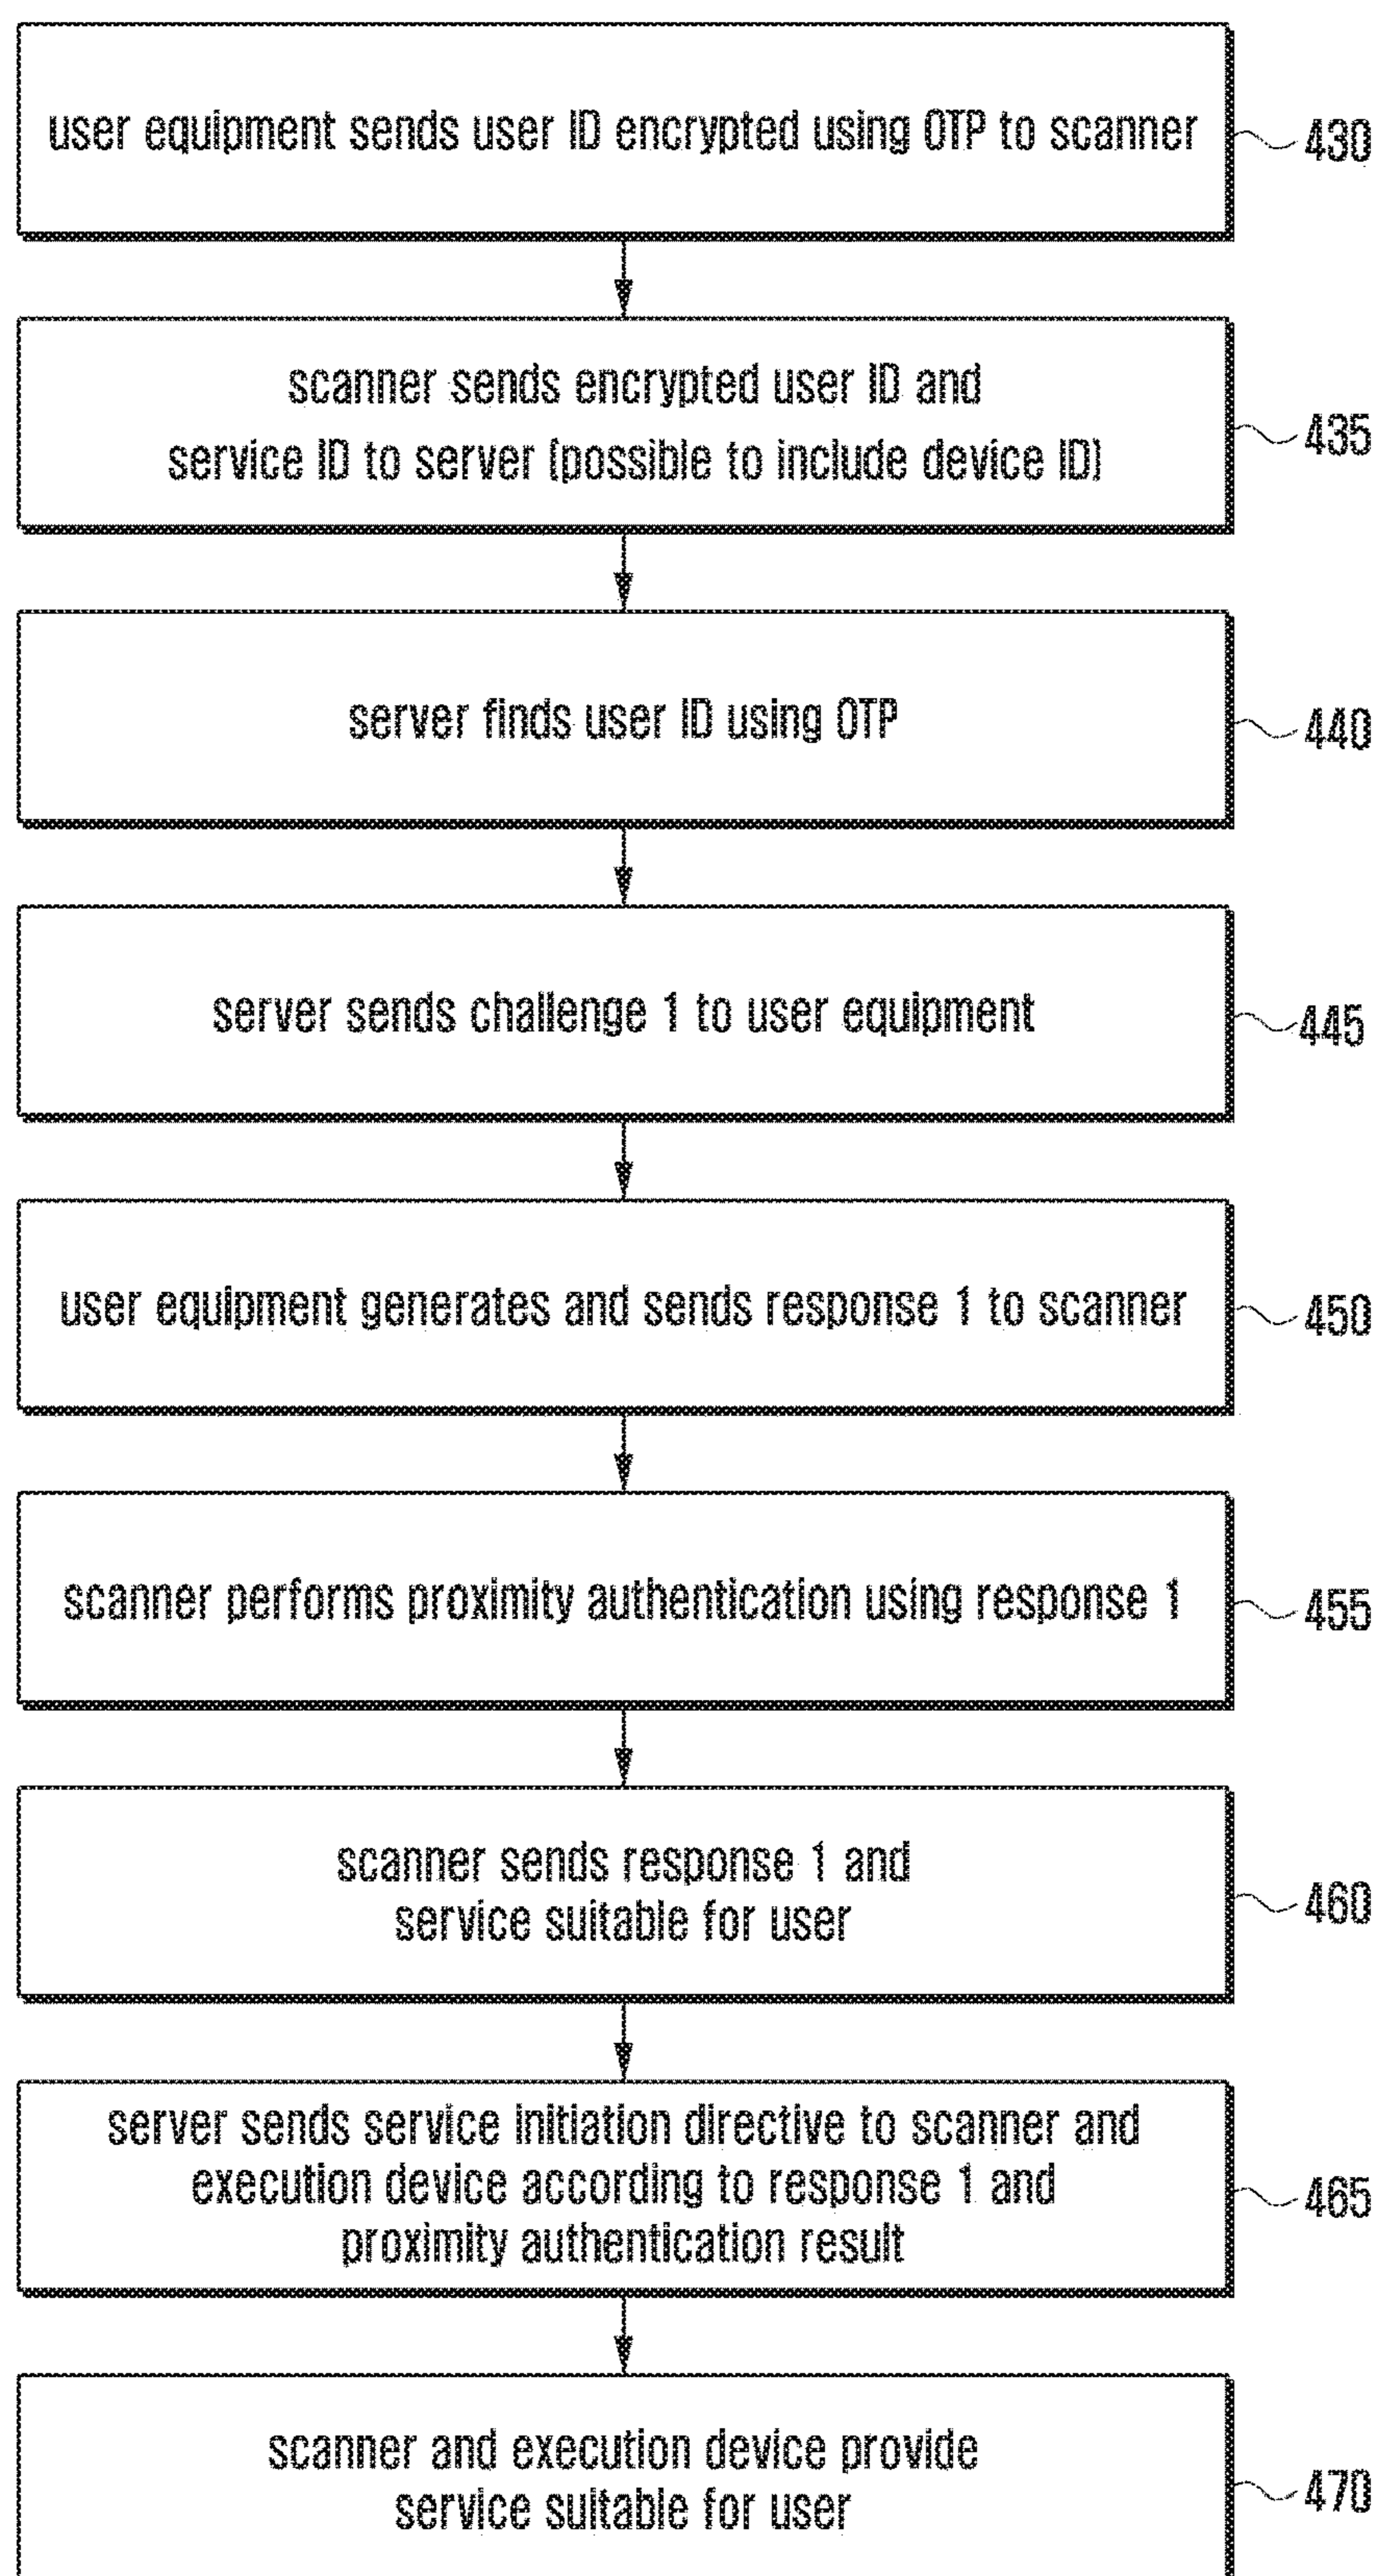 user equipment sends user ID encrypted using OTP to scanner
430
scanner sends encrypted user ID and
service ID to server (possible to include device ID)
435
server finds user ID using OTP
440
server sends challenge 1 to user equipment
445
user equipment generates and sends response 1 to scanner
450
scanner performs proximity authentication using response 1
455
scanner sends response 1 and
service suitable for user
460
server sends service initiation directive to scanner and
execution device according to response 1 and
proximity authentication result
465
scanner and execution device provide
service suitable for user
470